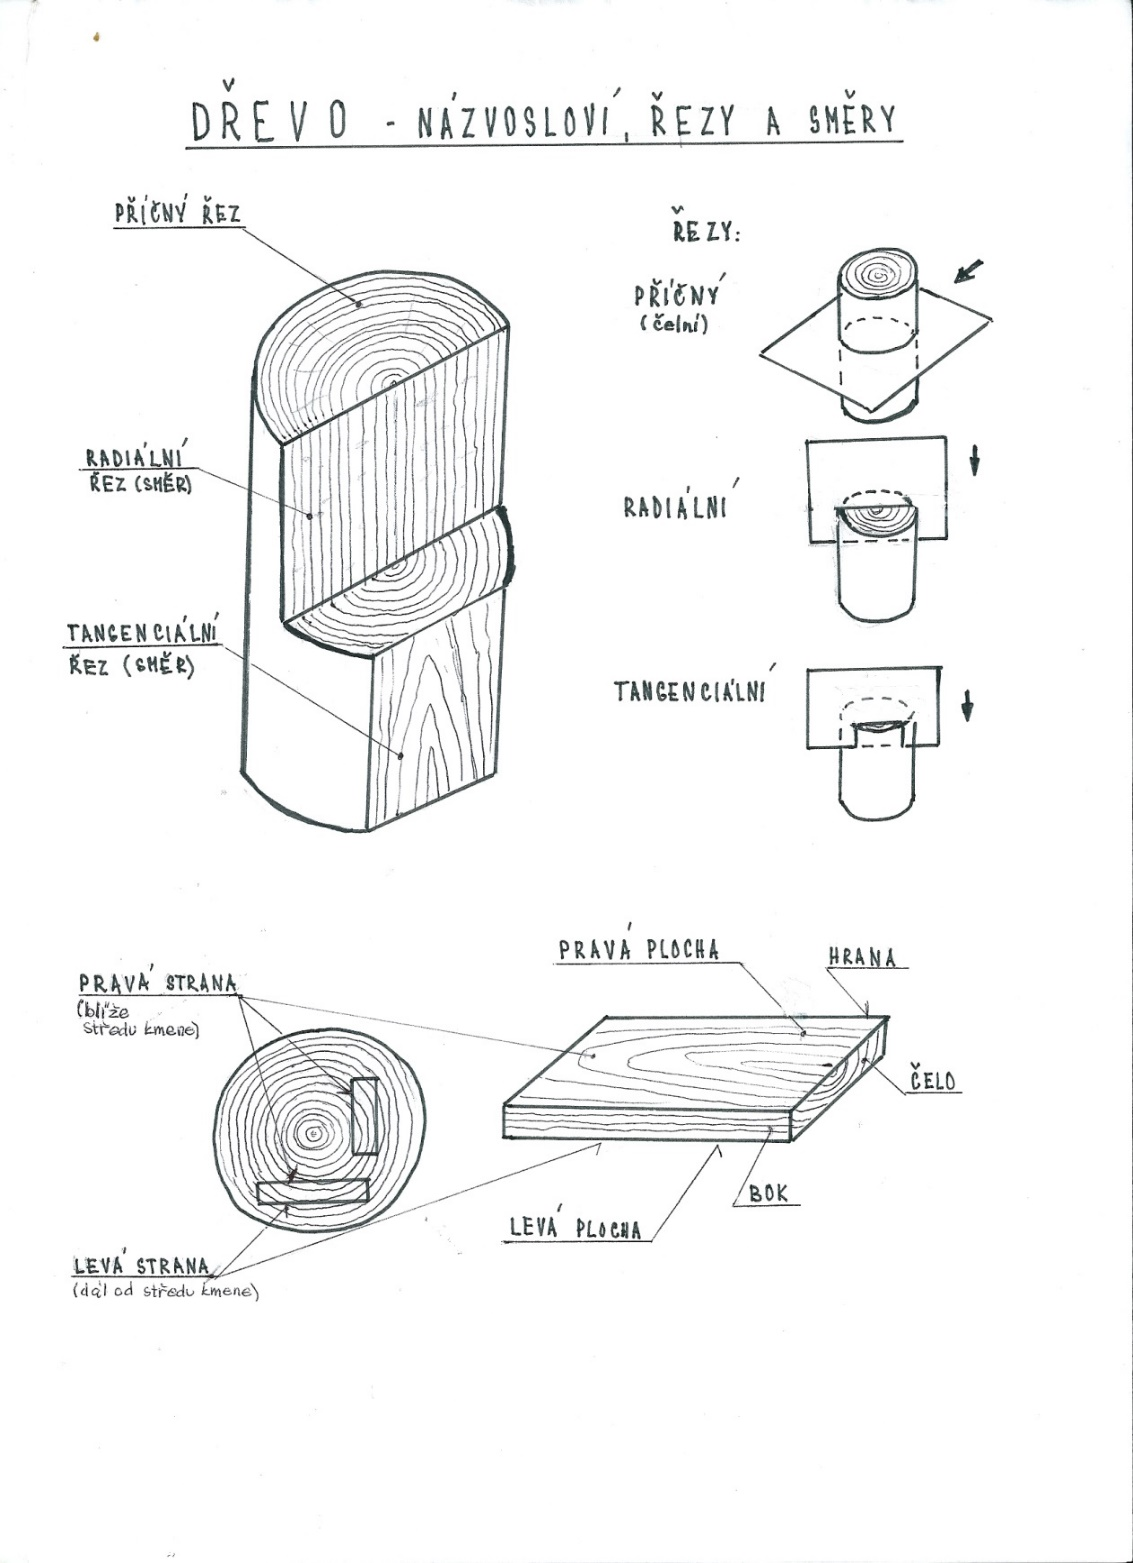 DŘEVO - NÁZVOSLOVÍ, ŘEZY A SMĚRY
PŘÍČNÝ ŘEZ
RADIÁLNÍ
ŘEZ (SMĚR)
TANGENCIÁLNÍ
ŘEZ (SMĚR)
ŘEZY:
PŘÍČNÝ
(čelní)
RADIÁLNÍ
TANGENCIÁLNÍ
PRAVÁ STRANA
(blíže
středu kmene)
LEVÁ STRANA
(dál od středu kmene)
PRAVÁ PLOCHA
HRANA
ČELO
BOK
LEVÁ PLOCHA